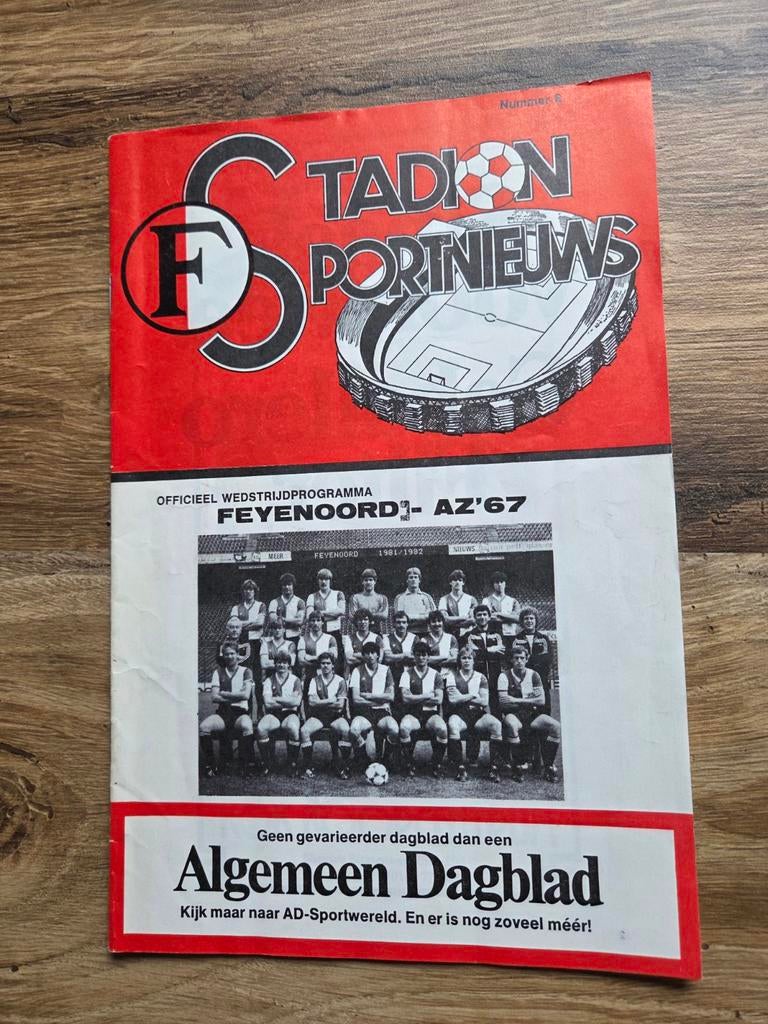 Nummer 6
STADION
SPORTNIEUWS
F
OFFICIEEL WEDSTRIJDPROGRAMMA
FEYENOORD - AZ'67
MEER FEYENOORD 1981/1982 NIEUWS
Geen gevarieerder dagblad dan een
Algemeen Dagblad
Kijk maar naar AD-Sportwereld. En er is nog zoveel méér!